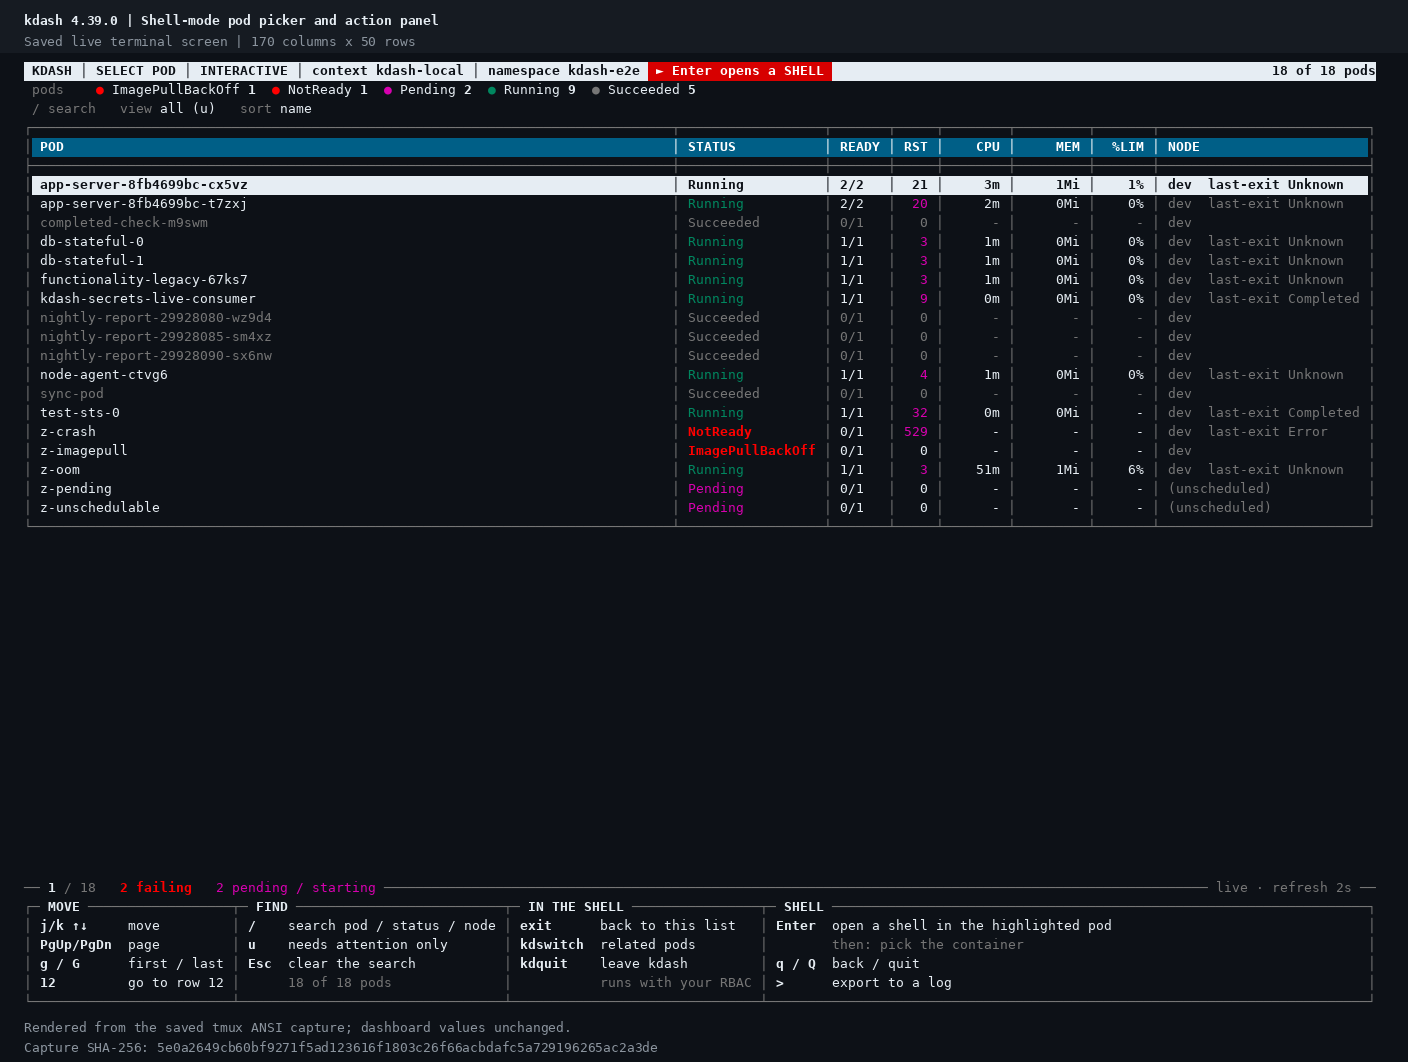 kdash 4.39.0 | Shell-mode pod picker and action panel
Saved live terminal screen | 170 columns x 50 rows
KDASH │ SELECT POD │ INTERACTIVE │ context kdash-local │ namespace kdash-e2e ► Enter opens a SHELL 18 of 18 pods
pods ● ImagePullBackOff 1 ● NotReady 1 ● Pending 2 ● Running 9 ● Succeeded 5
/ search view all (u) sort name
POD │ STATUS │ READY │ RST │ CPU │ MEM │ %LIM │ NODE
app-server-8fb4699bc-cx5vz │ Running │ 2/2 │ 21 │ 3m │ 1Mi │ 1% │ dev last-exit Unknown
app-server-8fb4699bc-t7zxj │ Running │ 2/2 │ 20 │ 2m │ 0Mi │ 0% │ dev last-exit Unknown
completed-check-m9swm │ Succeeded │ 0/1 │ 0 │ - │ - │ - │ dev
db-stateful-0 │ Running │ 1/1 │ 3 │ 1m │ 0Mi │ 0% │ dev last-exit Unknown
db-stateful-1 │ Running │ 1/1 │ 3 │ 1m │ 0Mi │ 0% │ dev last-exit Unknown
functionality-legacy-67ks7 │ Running │ 1/1 │ 3 │ 1m │ 0Mi │ 0% │ dev last-exit Unknown
kdash-secrets-live-consumer │ Running │ 1/1 │ 9 │ 0m │ 0Mi │ 0% │ dev last-exit Completed
nightly-report-29928080-wz9d4 │ Succeeded │ 0/1 │ 0 │ - │ - │ - │ dev
nightly-report-29928085-sm4xz │ Succeeded │ 0/1 │ 0 │ - │ - │ - │ dev
nightly-report-29928090-sx6nw │ Succeeded │ 0/1 │ 0 │ - │ - │ - │ dev
node-agent-ctvg6 │ Running │ 1/1 │ 4 │ 1m │ 0Mi │ 0% │ dev last-exit Unknown
sync-pod │ Succeeded │ 0/1 │ 0 │ - │ - │ - │ dev
test-sts-0 │ Running │ 1/1 │ 32 │ 0m │ 0Mi │ - │ dev last-exit Completed
z-crash │ NotReady │ 0/1 │ 529 │ - │ - │ - │ dev last-exit Error
z-imagepull │ ImagePullBackOff │ 0/1 │ 0 │ - │ - │ - │ dev
z-oom │ Running │ 1/1 │ 3 │ 51m │ 1Mi │ 6% │ dev last-exit Unknown
z-pending │ Pending │ 0/1 │ 0 │ - │ - │ - │ (unscheduled)
z-unschedulable │ Pending │ 0/1 │ 0 │ - │ - │ - │ (unscheduled)
1 / 18 2 failing 2 pending / starting live · refresh 2s
MOVE FIND IN THE SHELL SHELL
j/k ↑↓ move │ / search pod / status / node │ exit back to this list │ Enter open a shell in the highlighted pod
PgUp/PgDn page │ u needs attention only │ kdswitch related pods │ then: pick the container
g / G first / last │ Esc clear the search │ kdquit leave kdash │ q / Q back / quit
12 go to row 12 │ 18 of 18 pods │ runs with your RBAC │ > export to a log
Rendered from the saved tmux ANSI capture; dashboard values unchanged.
Capture SHA-256: 5e0a2649cb60bf9271f5ad123616f1803c26f66acbdafc5a729196265ac2a3de